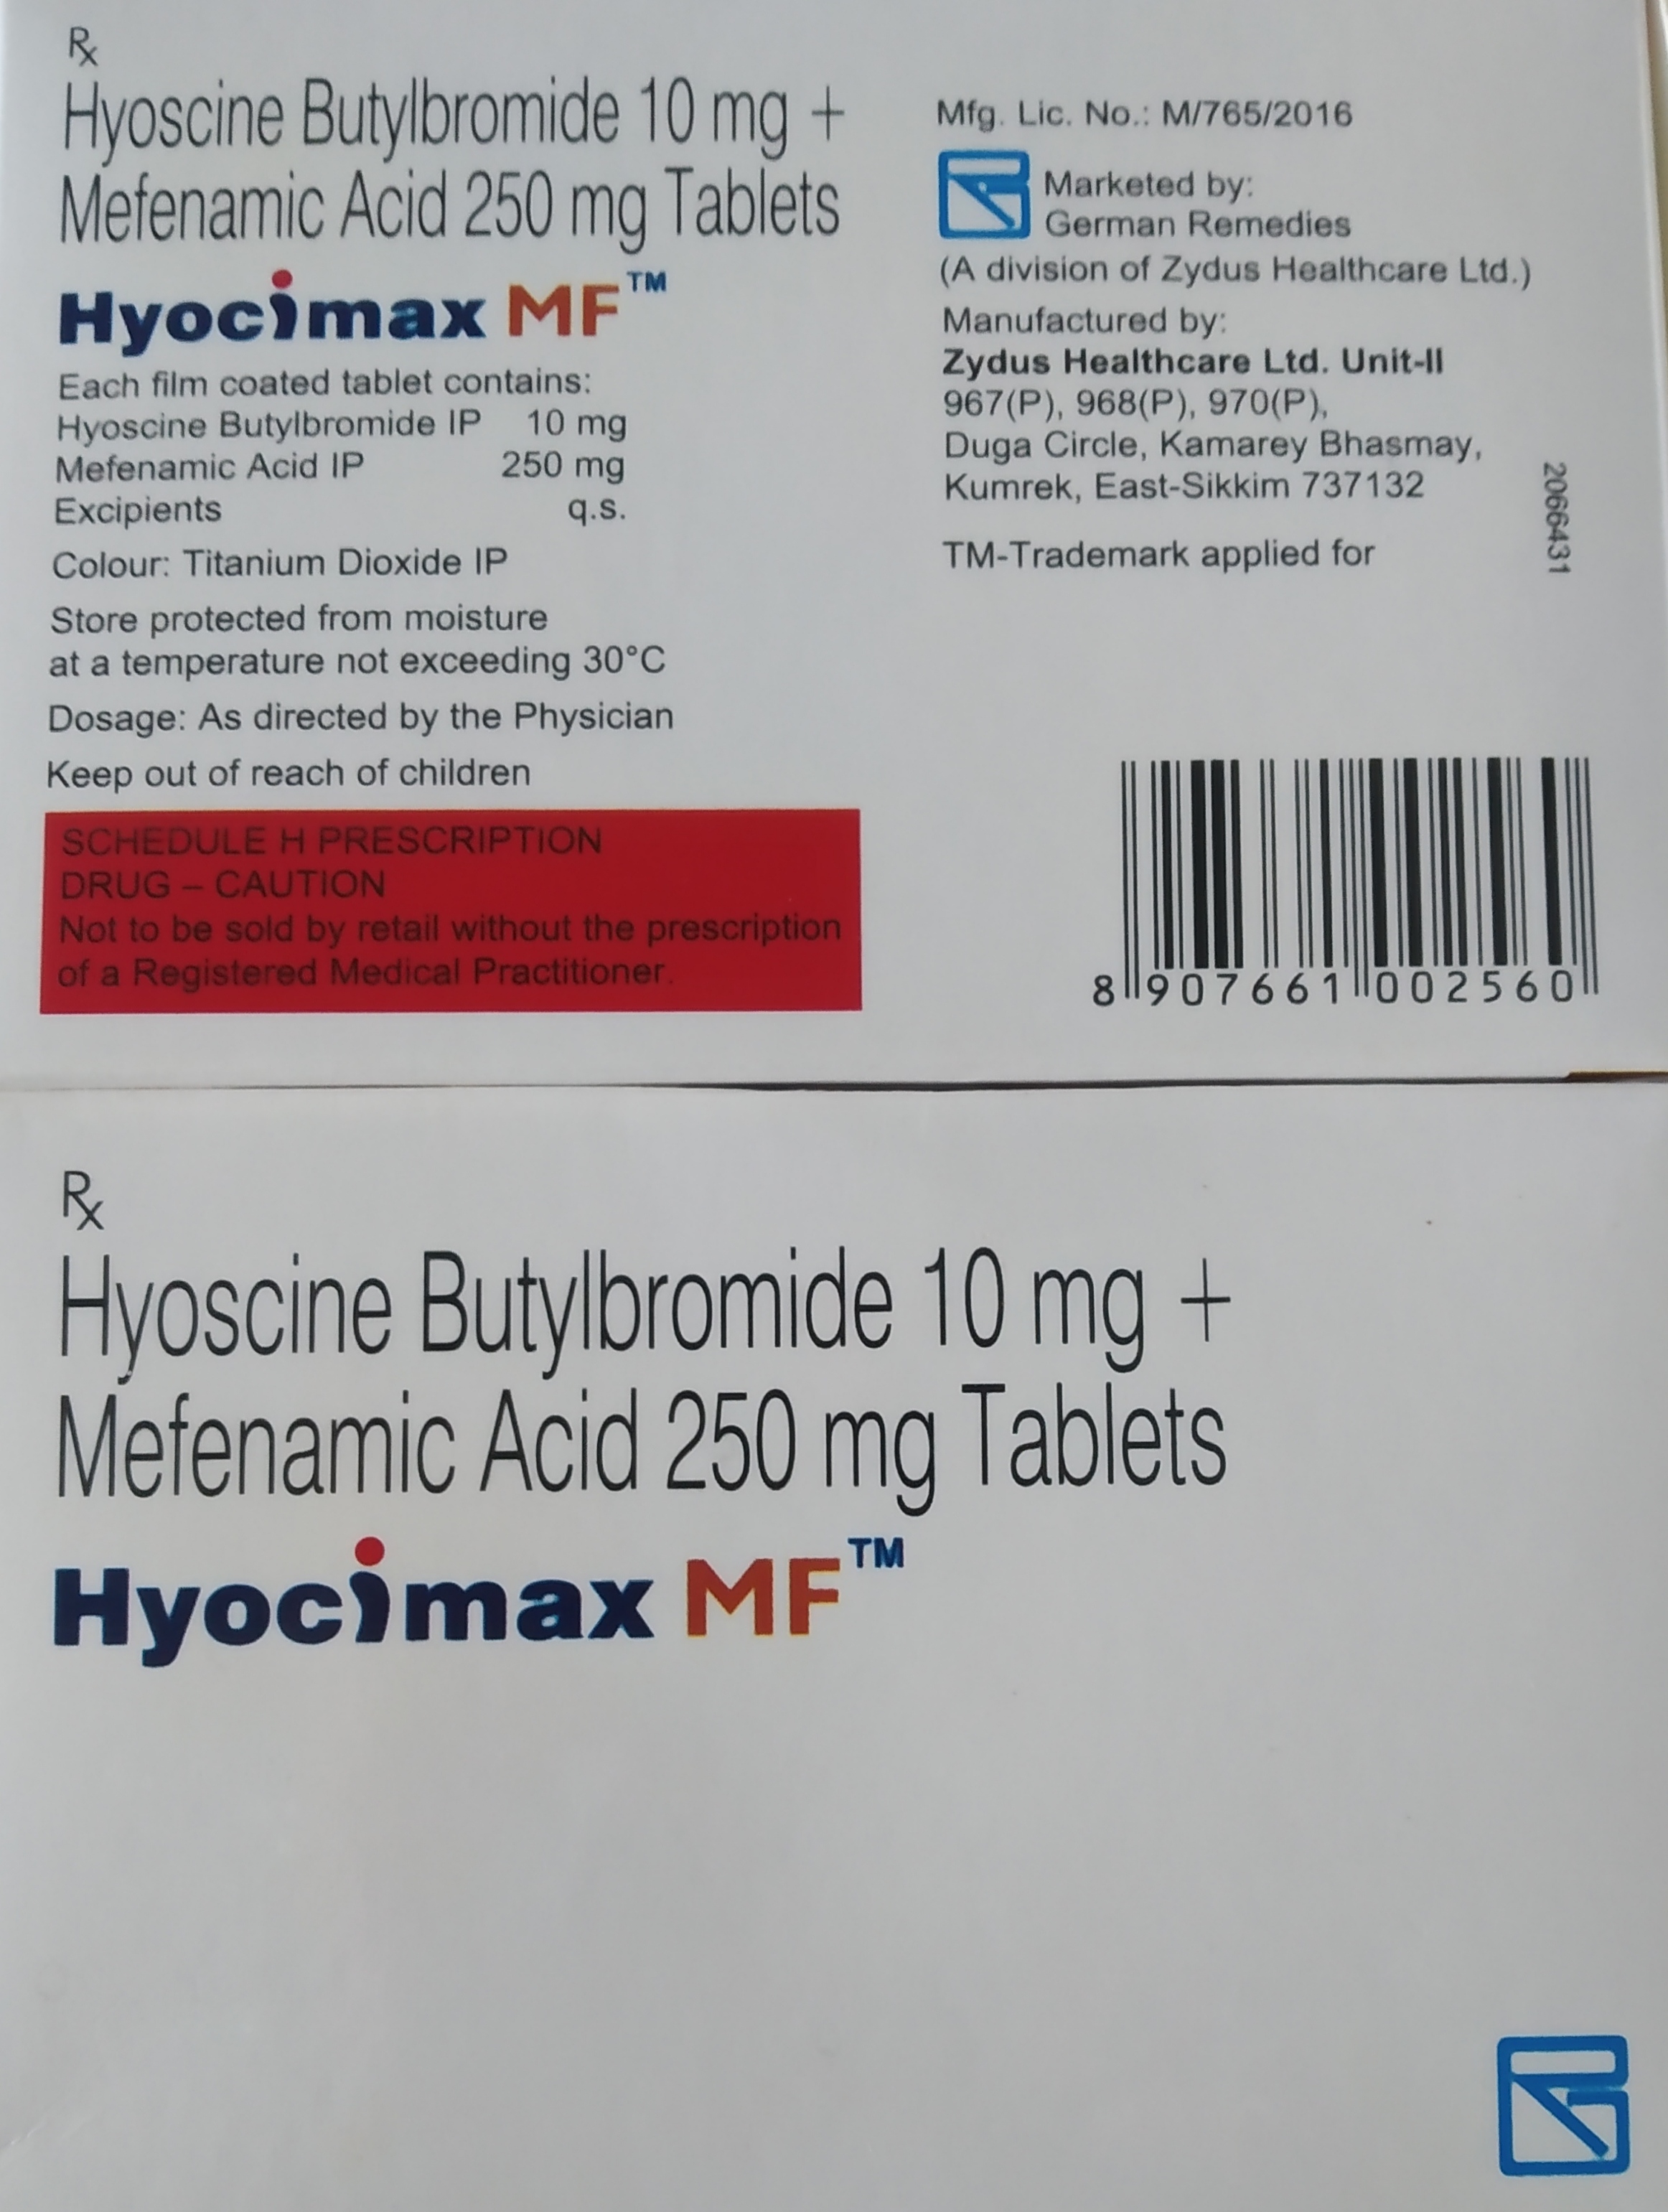 Rx
Hyoscine Butylbromide 10 mg +
Mefenamic Acid 250 mg Tablets
Hyocimax MF™
Each film coated tablet contains:
Hyoscine Butylbromide IP 10 mg
Mefenamic Acid IP 250 mg
Excipients q.s.
Colour: Titanium Dioxide IP
Store protected from moisture
at a temperature not exceeding 30°C
Dosage: As directed by the Physician
Keep out of reach of children
SCHEDULE H PRESCRIPTION
DRUG – CAUTION
Not to be sold by retail without the prescription
of a Registered Medical Practitioner.
Mfg. Lic. No.: M/765/2016
Marketed by:
German Remedies
(A division of Zydus Healthcare Ltd.)
Manufactured by:
Zydus Healthcare Ltd. Unit-II
967(P), 968(P), 970(P),
Duga Circle, Kamarey Bhasmay,
Kumrek, East-Sikkim 737132
TM-Trademark applied for
2066431
8 907661 002560
Rx
Hyoscine Butylbromide 10 mg +
Mefenamic Acid 250 mg Tablets
Hyocimax MF™